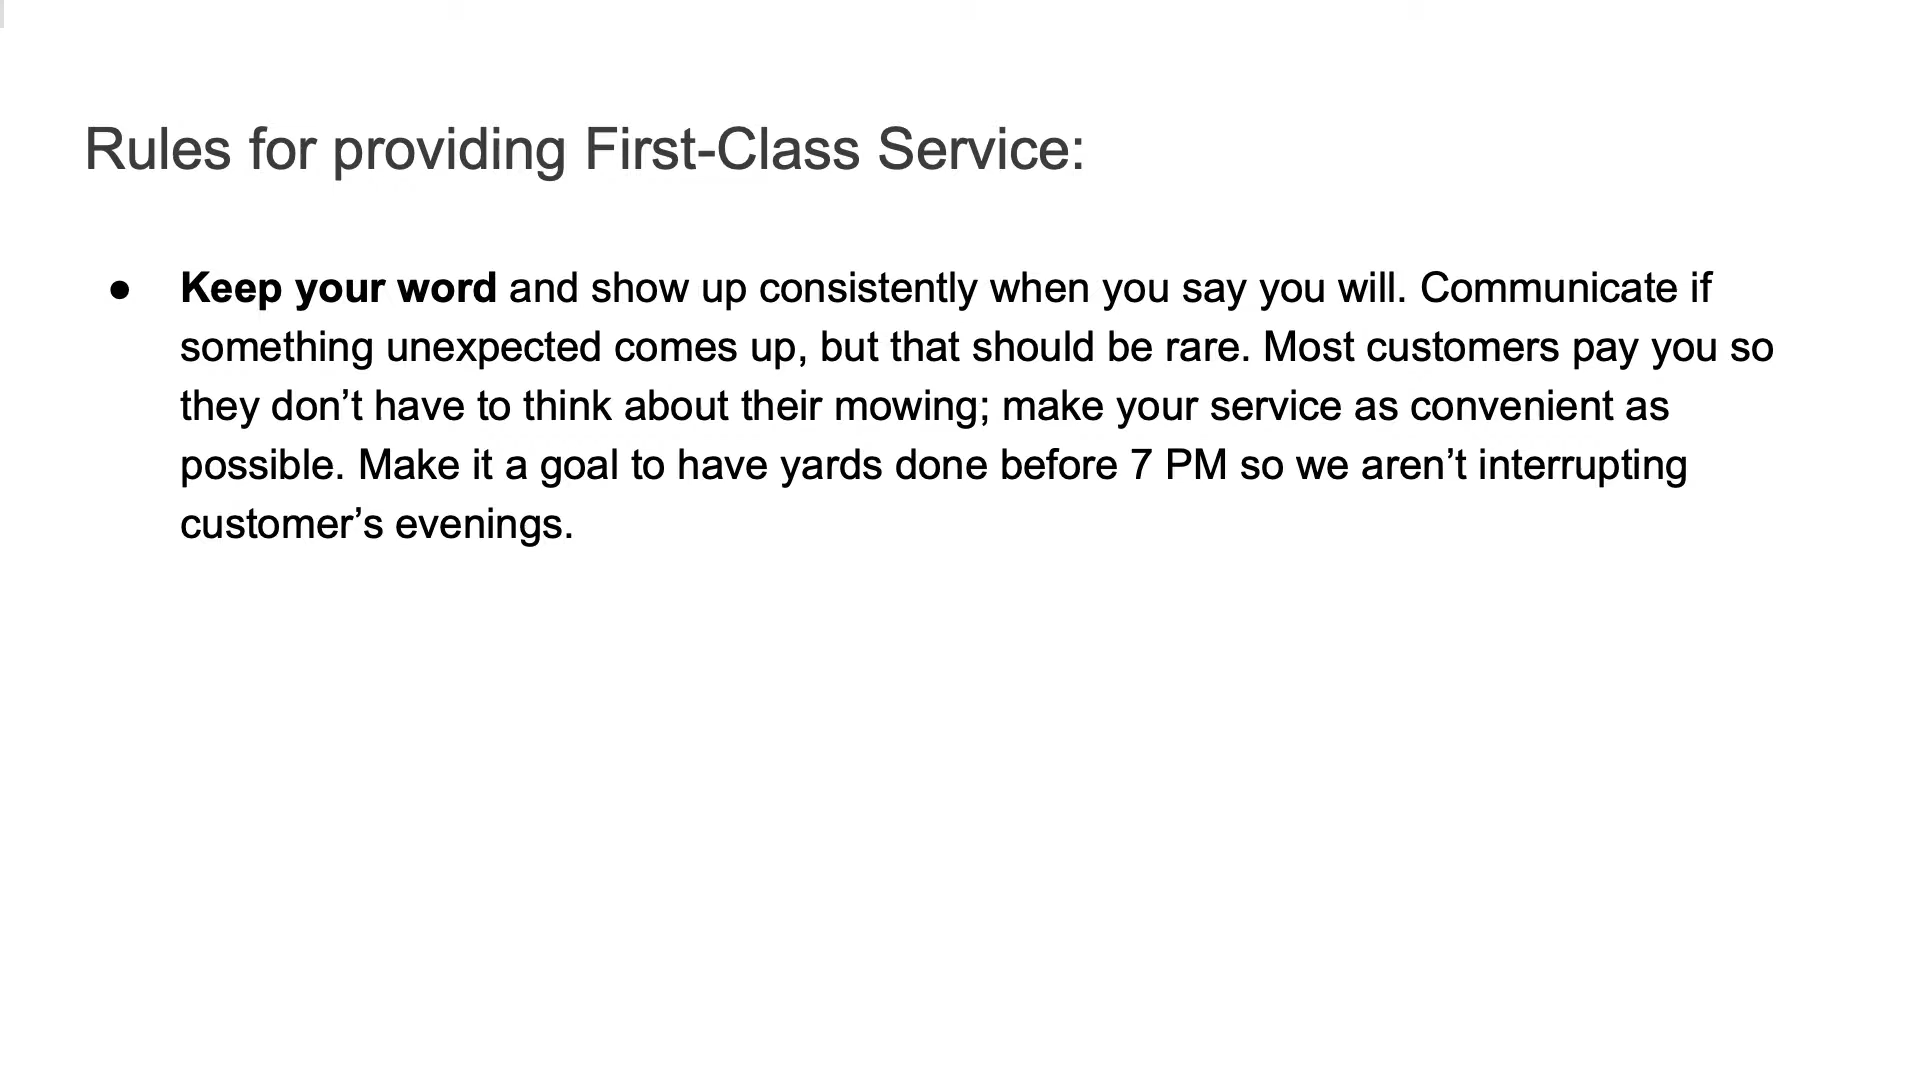 Rules for providing First-Class Service:
● Keep your word and show up consistently when you say you will. Communicate if
something unexpected comes up, but that should be rare. Most customers pay you so
they don’t have to think about their mowing; make your service as convenient as
possible. Make it a goal to have yards done before 7 PM so we aren’t interrupting
customer’s evenings.